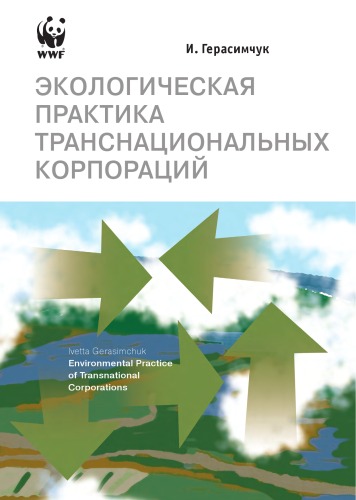 WWF
И. Герасимчук
ЭКОЛОГИЧЕСКАЯ
ПРАКТИКА
ТРАНСНАЦИОНАЛЬНЫХ
КОРПОРАЦИЙ
Ivetta Gerasimchuk
Environmental Practice
of Transnational
Corporations